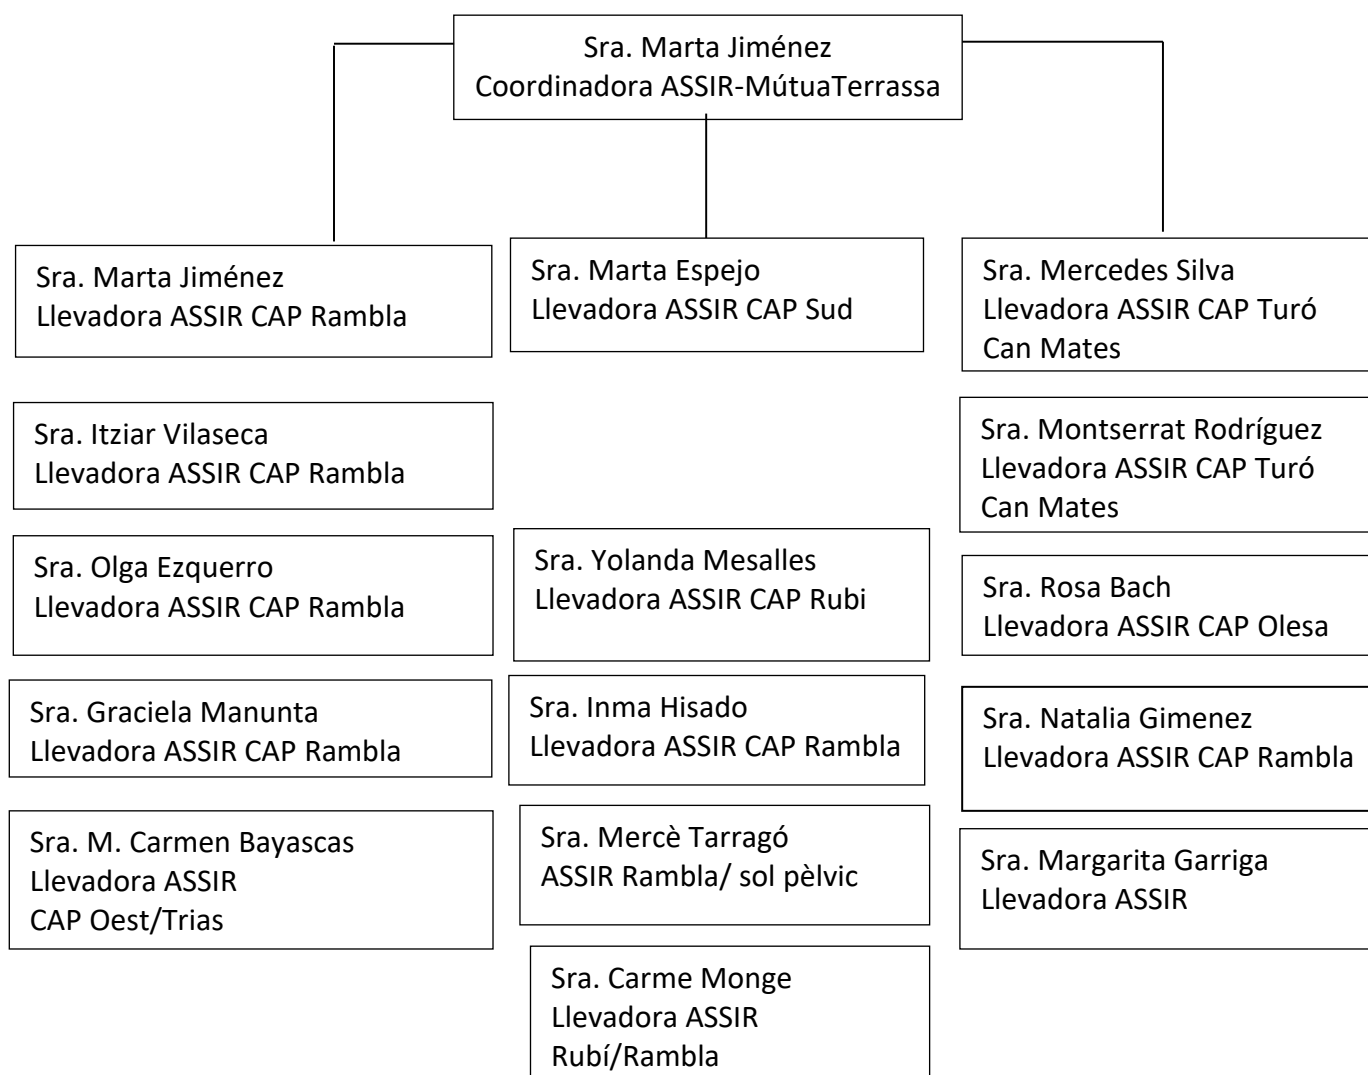 Sra. Marta Jiménez
Coordinadora ASSIR-MútuaTerrassa
Sra. Marta Jiménez
Llevadora ASSIR CAP Rambla
Sra. Marta Espejo
Llevadora ASSIR CAP Sud
Sra. Mercedes Silva
Llevadora ASSIR CAP Turó
Can Mates
Sra. Itziar Vilaseca
Llevadora ASSIR CAP Rambla
Sra. Montserrat Rodríguez
Llevadora ASSIR CAP Turó
Can Mates
Sra. Olga Ezquerro
Llevadora ASSIR CAP Rambla
Sra. Yolanda Mesalles
Llevadora ASSIR CAP Rubi
Sra. Rosa Bach
Llevadora ASSIR CAP Olesa
Sra. Graciela Manunta
Llevadora ASSIR CAP Rambla
Sra. Inma Hisado
Llevadora ASSIR CAP Rambla
Sra. Natalia Gimenez
Llevadora ASSIR CAP Rambla
Sra. M. Carmen Bayascas
Llevadora ASSIR
CAP Oest/Trias
Sra. Mercè Tarragó
ASSIR Rambla/ sol pèlvic
Sra. Margarita Garriga
Llevadora ASSIR
Sra. Carme Monge
Llevadora ASSIR
Rubí/Rambla